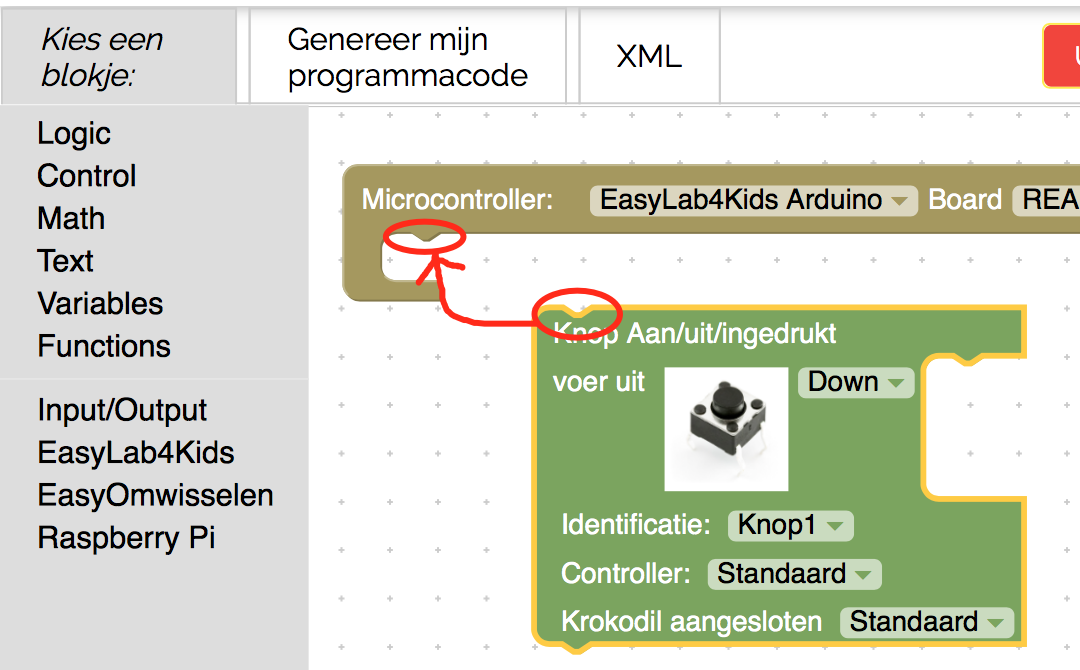 Kies een
blokje:
Genereer mijn
programmacode
XML
Logic
Control
Math
Text
Variables
Functions
Input/Output
EasyLab4Kids
EasyOmwisselen
Raspberry Pi
Microcontroller: EasyLab4Kids Arduino Board REA
Knop Aan/uit/ingedrukt
voer uit Down
Identificatie: Knop1
Controller: Standaard
Krokodil aangesloten Standaard